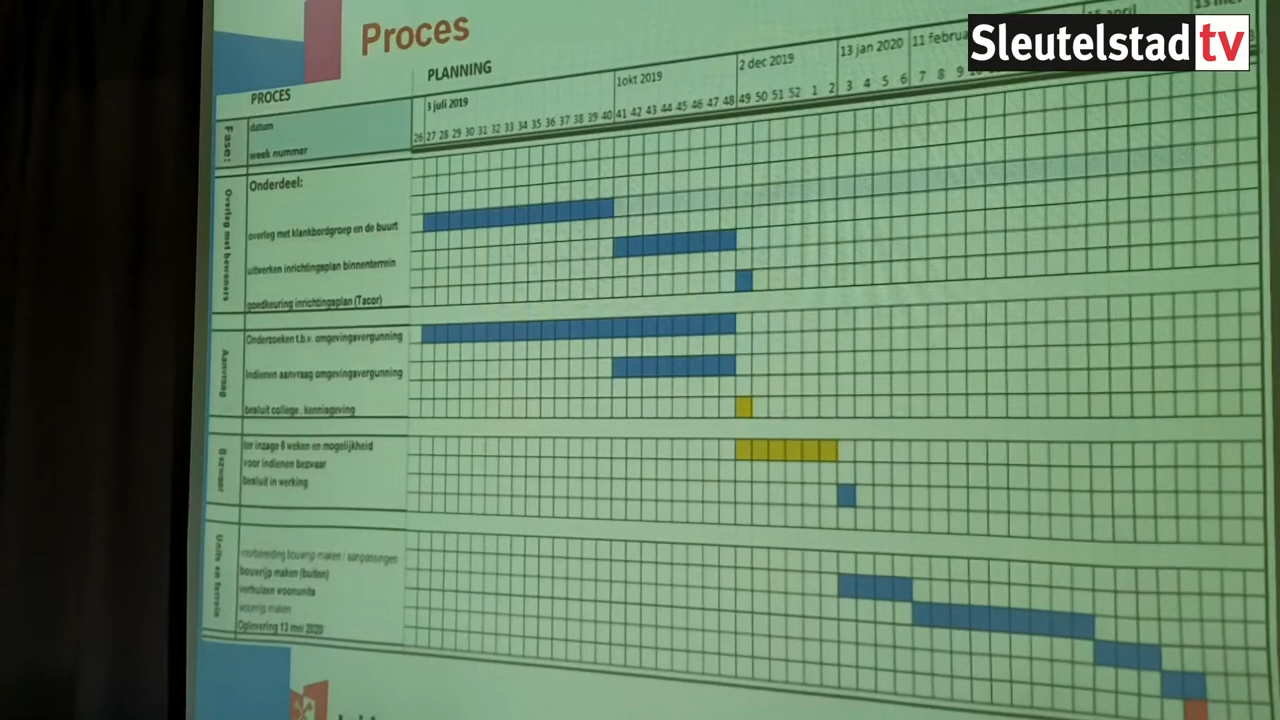 Proces
Sleutelstad tv
PROCES
PLANNING
3 juli 2019
1okt 2019
2 dec 2019
13 jan 2020
11 februa
15 april
13 mei
Fase:
datum
week nummer
26 27 28 29 30 31 32 33 34 35 36 37 38 39 40 41 42 43 44 45 46 47 48 49 50 51 52 1 2 3 4 5 6 7 8 9
Onderdeel:
Overleg met bewoners
overleg met klankbordgroep en de buurt
uitwerken inrichtingsplan binnenterrein
goedkeuring inrichtingsplan (Tacor)
Aanvraag
Onderzoeken t.b.v. omgevingsvergunning
Indienen aanvraag omgevingsvergunning
besluit college . kennisgeving
Bezwaar
ter inzage 6 weken en mogelijkheid
voor indienen bezwaar
besluit in werking
Units en terrein
voorbereiding bouwrijp maken / aanpassingen
bouwrijp maken (buiten)
verhuizen woonunits
woonrijp maken
Oplevering 13 mei 2020